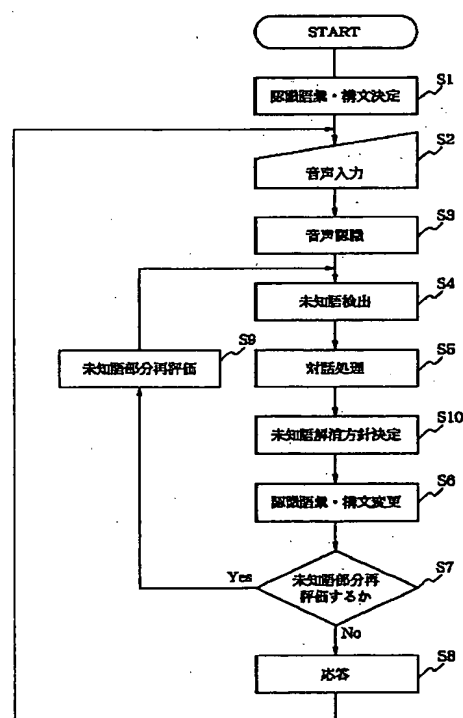 START
S1
認識語彙・構文決定
S2
音声入力
S3
音声認識
S4
未知語検出
S9
未知語部分再評価
S5
対話処理
S10
未知語解消方針決定
S6
認識語彙・構文変更
S7
未知語部分再
評価するか
Yes
No
S8
応答